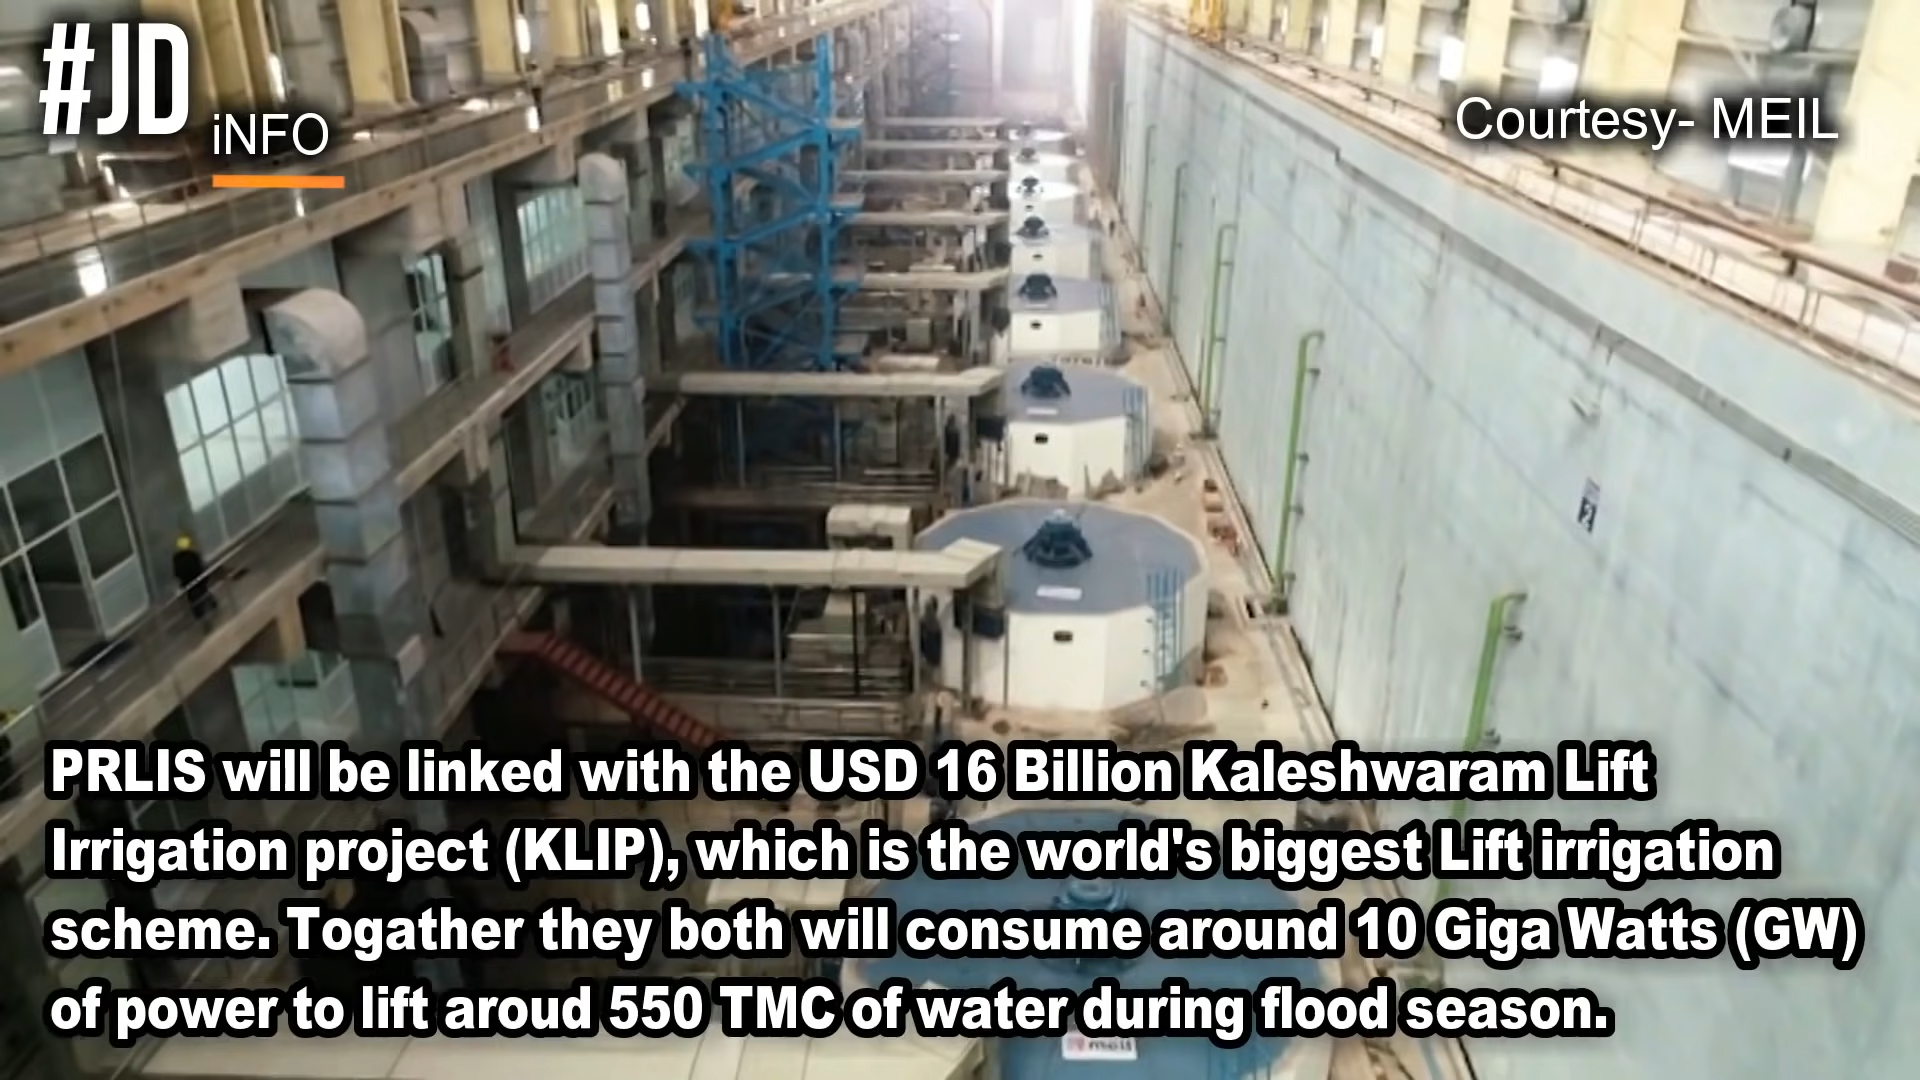 #JD
iNFO
Courtesy- MEIL
2
PRLIS will be linked with the USD 16 Billion Kaleshwaram Lift
Irrigation project (KLIP), which is the world's biggest Lift irrigation
scheme. Togather they both will consume around 10 Giga Watts (GW)
of power to lift aroud 550 TMC of water during flood season.
meil